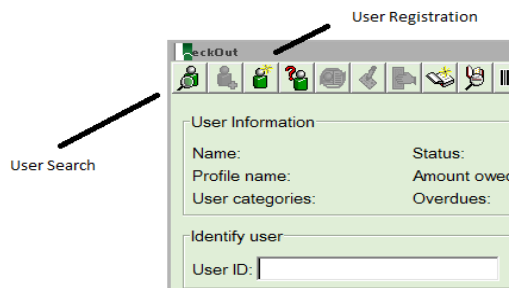 User Registration
eckOut
User Search
User Information
Name: Status:
Profile name: Amount owed
User categories: Overdues:
Identify user
User ID: